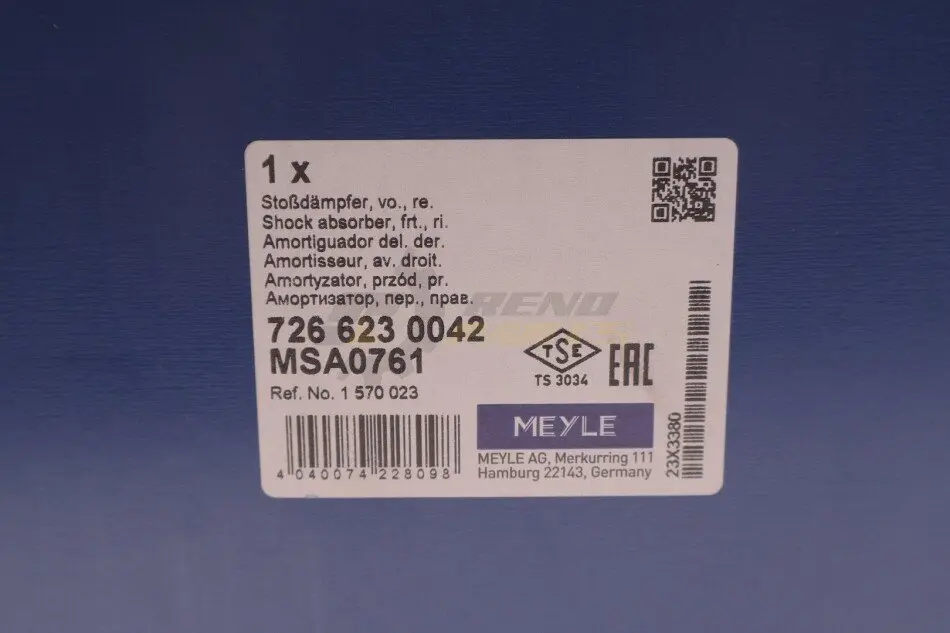 1 x
Stoßdämpfer, vo., re.
Shock absorber, frt., ri.
Amortiguador del. der.
Amortisseur, av. droit.
Amortyzator, przód, pr.
Амортизатор, пер., прав.
RENO
726 623 0042
MSA0761
Ref. No. 1 570 023
TSE
TS 3034
EAC
MEYLE
MEYLE AG, Merkurring 111
Hamburg 22143, Germany
4 040074 228098
23X3380